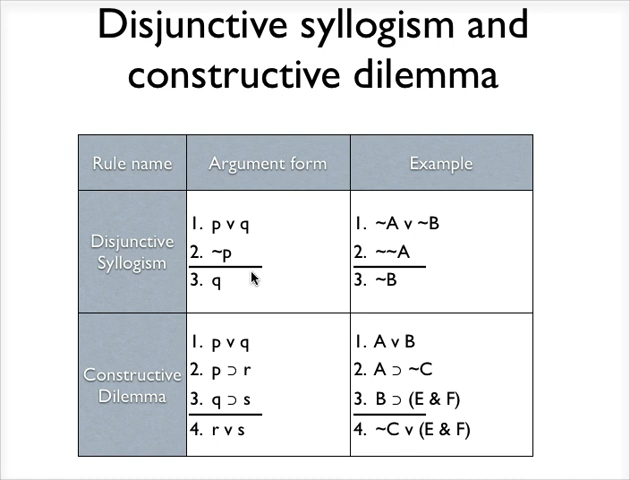 Disjunctive syllogism and
constructive dilemma
Rule name
Argument form
Example
Disjunctive
Syllogism
1. p v q
2. ~p
3. q
1. ~A v ~B
2. ~~A
3. ~B
Constructive
Dilemma
1. p v q
2. p ⊃ r
3. q ⊃ s
4. r v s
1. A v B
2. A ⊃ ~C
3. B ⊃ (E & F)
4. ~C v (E & F)